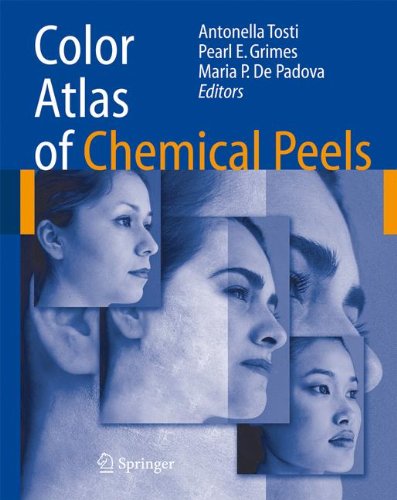 Color
Atlas
of Chemical Peels
Antonella Tosti
Pearl E. Grimes
Maria P. De Padova
Editors
Springer